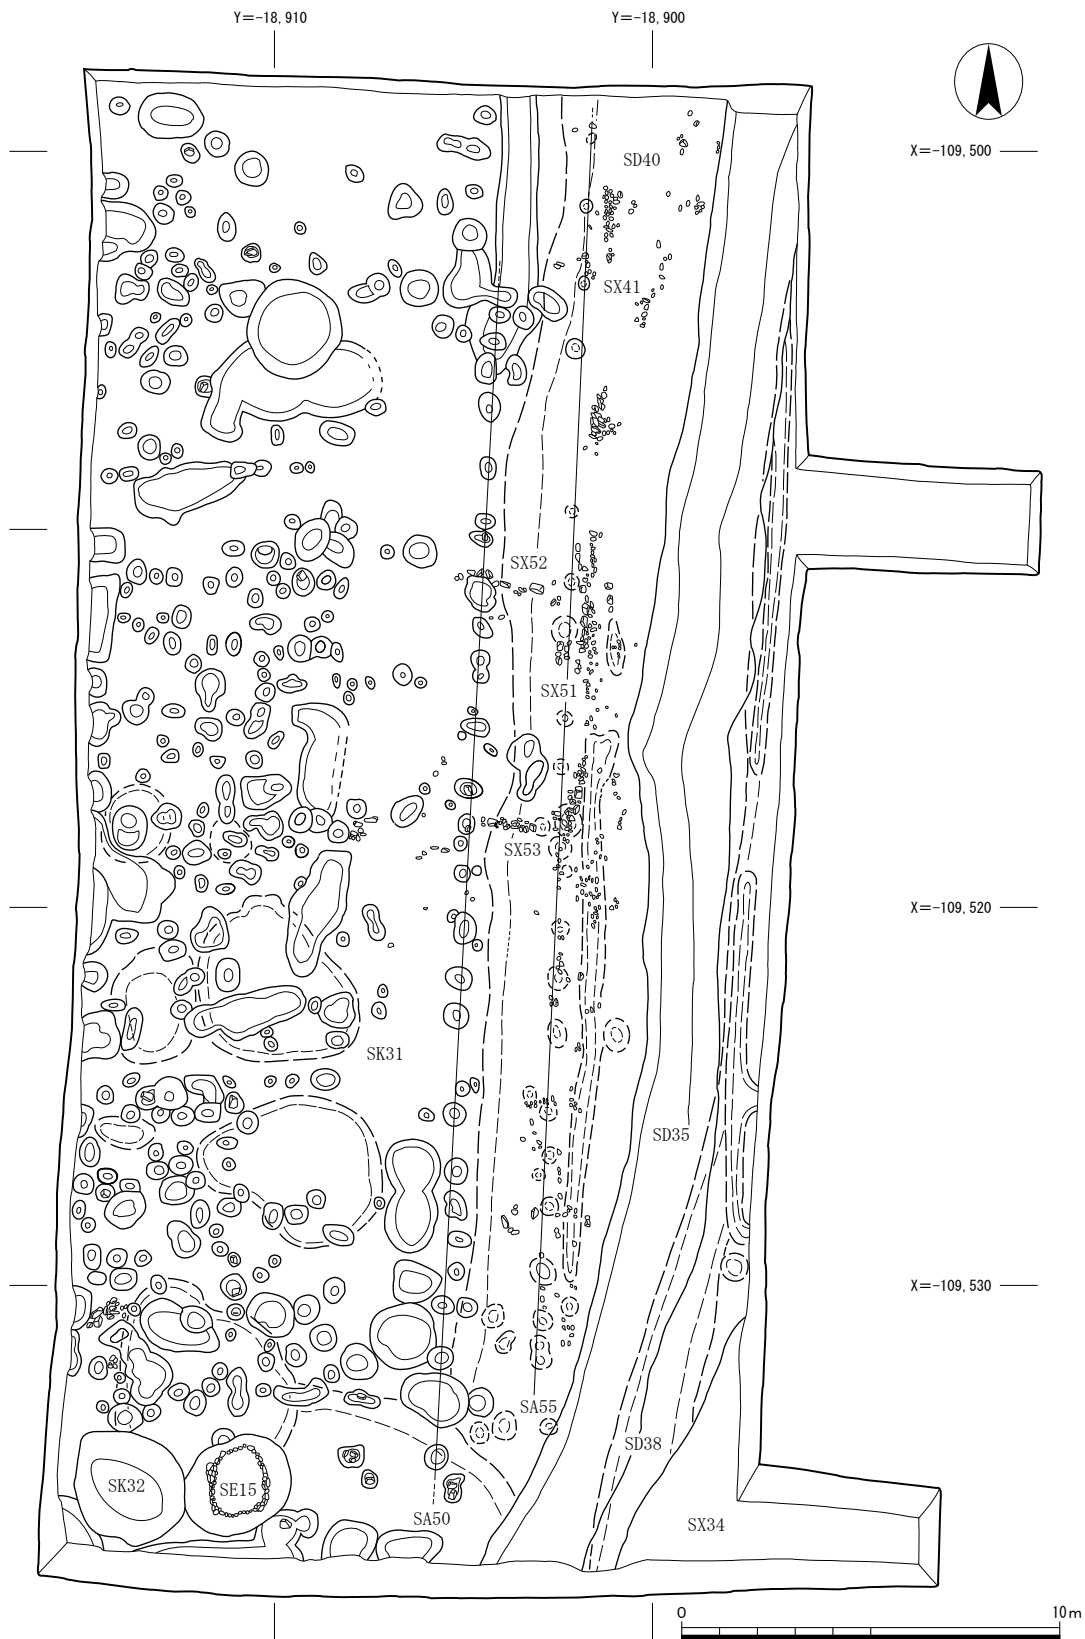 Y=-18,910
Y=-18,900
X=-109,500
SD40
SX41
SX52
SX51
SX53
X=-109,520
SK31
SD35
X=-109,530
SA55
SD38
SK32
SE15
SA50
SX34
0
10m